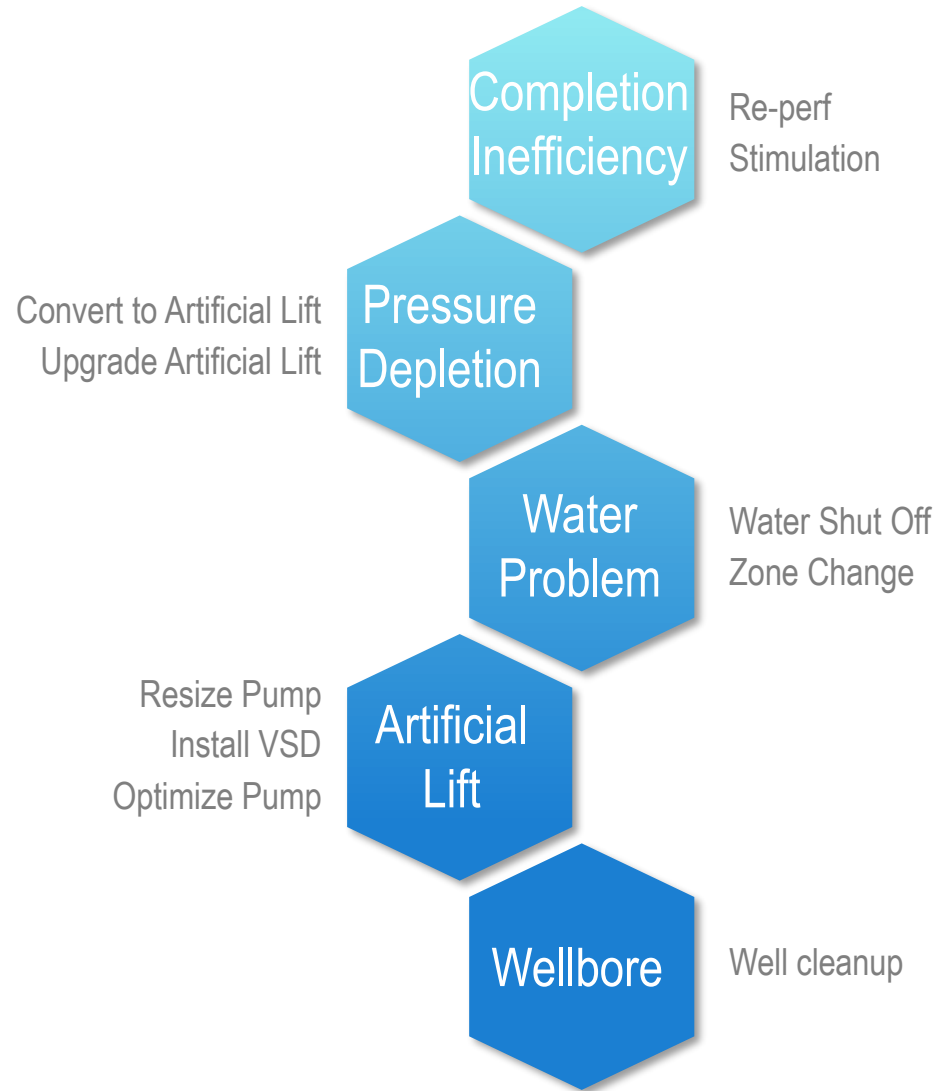 Completion
Inefficiency
Re-perf
Stimulation
Convert to Artificial Lift
Upgrade Artificial Lift
Pressure
Depletion
Water
Problem
Water Shut Off
Zone Change
Resize Pump
Install VSD
Optimize Pump
Artificial
Lift
Wellbore
Well cleanup